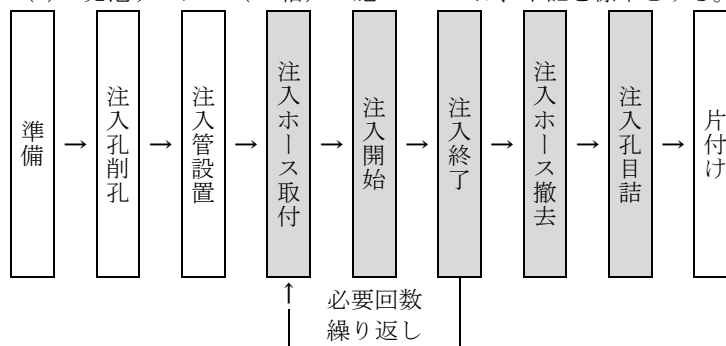 準備
→
注入孔削孔
→
注入管設置
→
注入ホース取付
→
注入開始
→
注入終了
→
注入ホース撤去
→
注入孔目詰
→
片付け
↑
必要回数
繰り返し